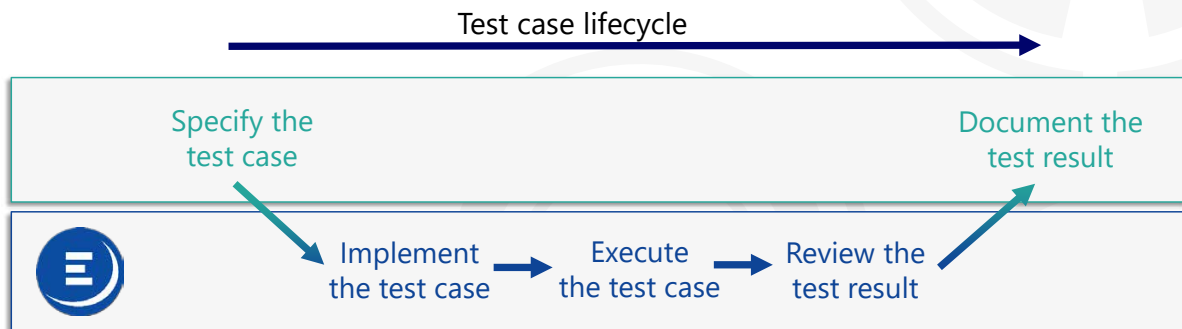 Test case lifecycle
Specify the
test case
Document the
test result
Implement
the test case
Execute
the test case
Review the
test result
E